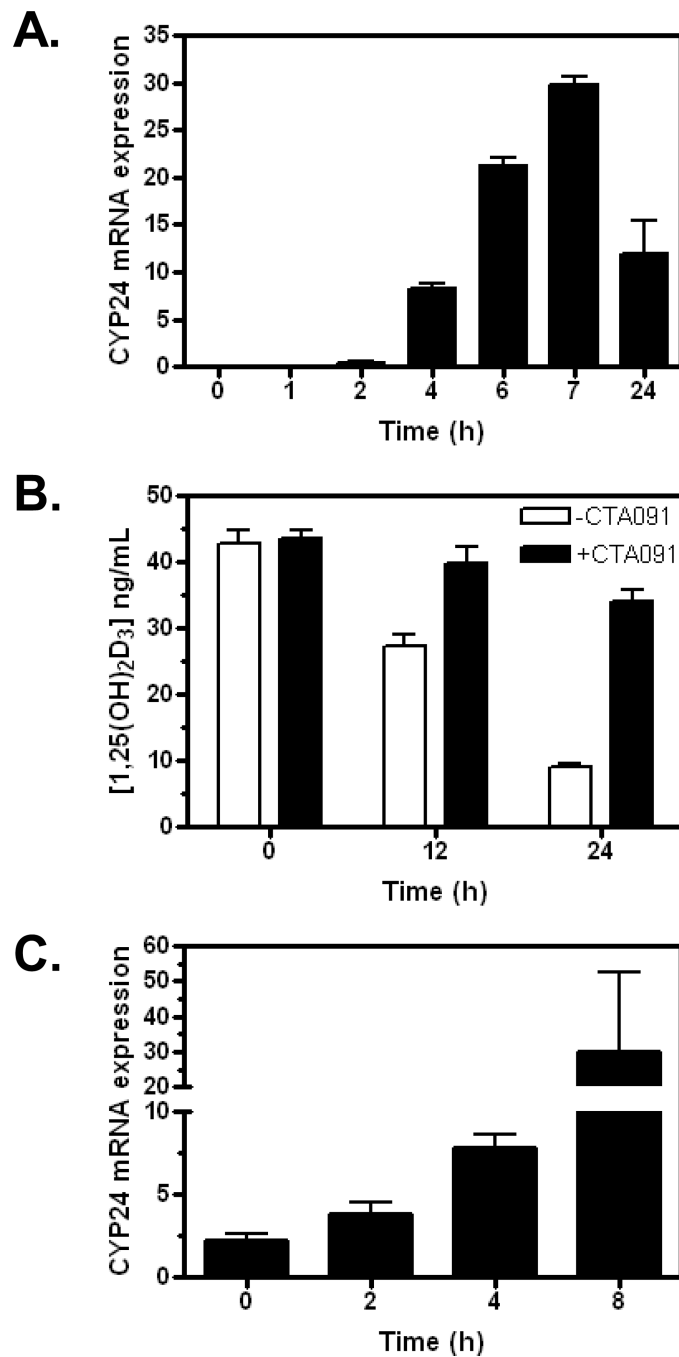 A.
CYP24 mRNA expression
35
30
25
20
15
10
5
0
0 1 2 4 6 7 24
Time (h)
B.
[1,25(OH)₂D₃] ng/mL
50
40
30
20
10
0
-CTA091
+CTA091
0 12 24
Time (h)
C.
CYP24 mRNA expression
60
50
40
30
20
10
5
0
0 2 4 8
Time (h)